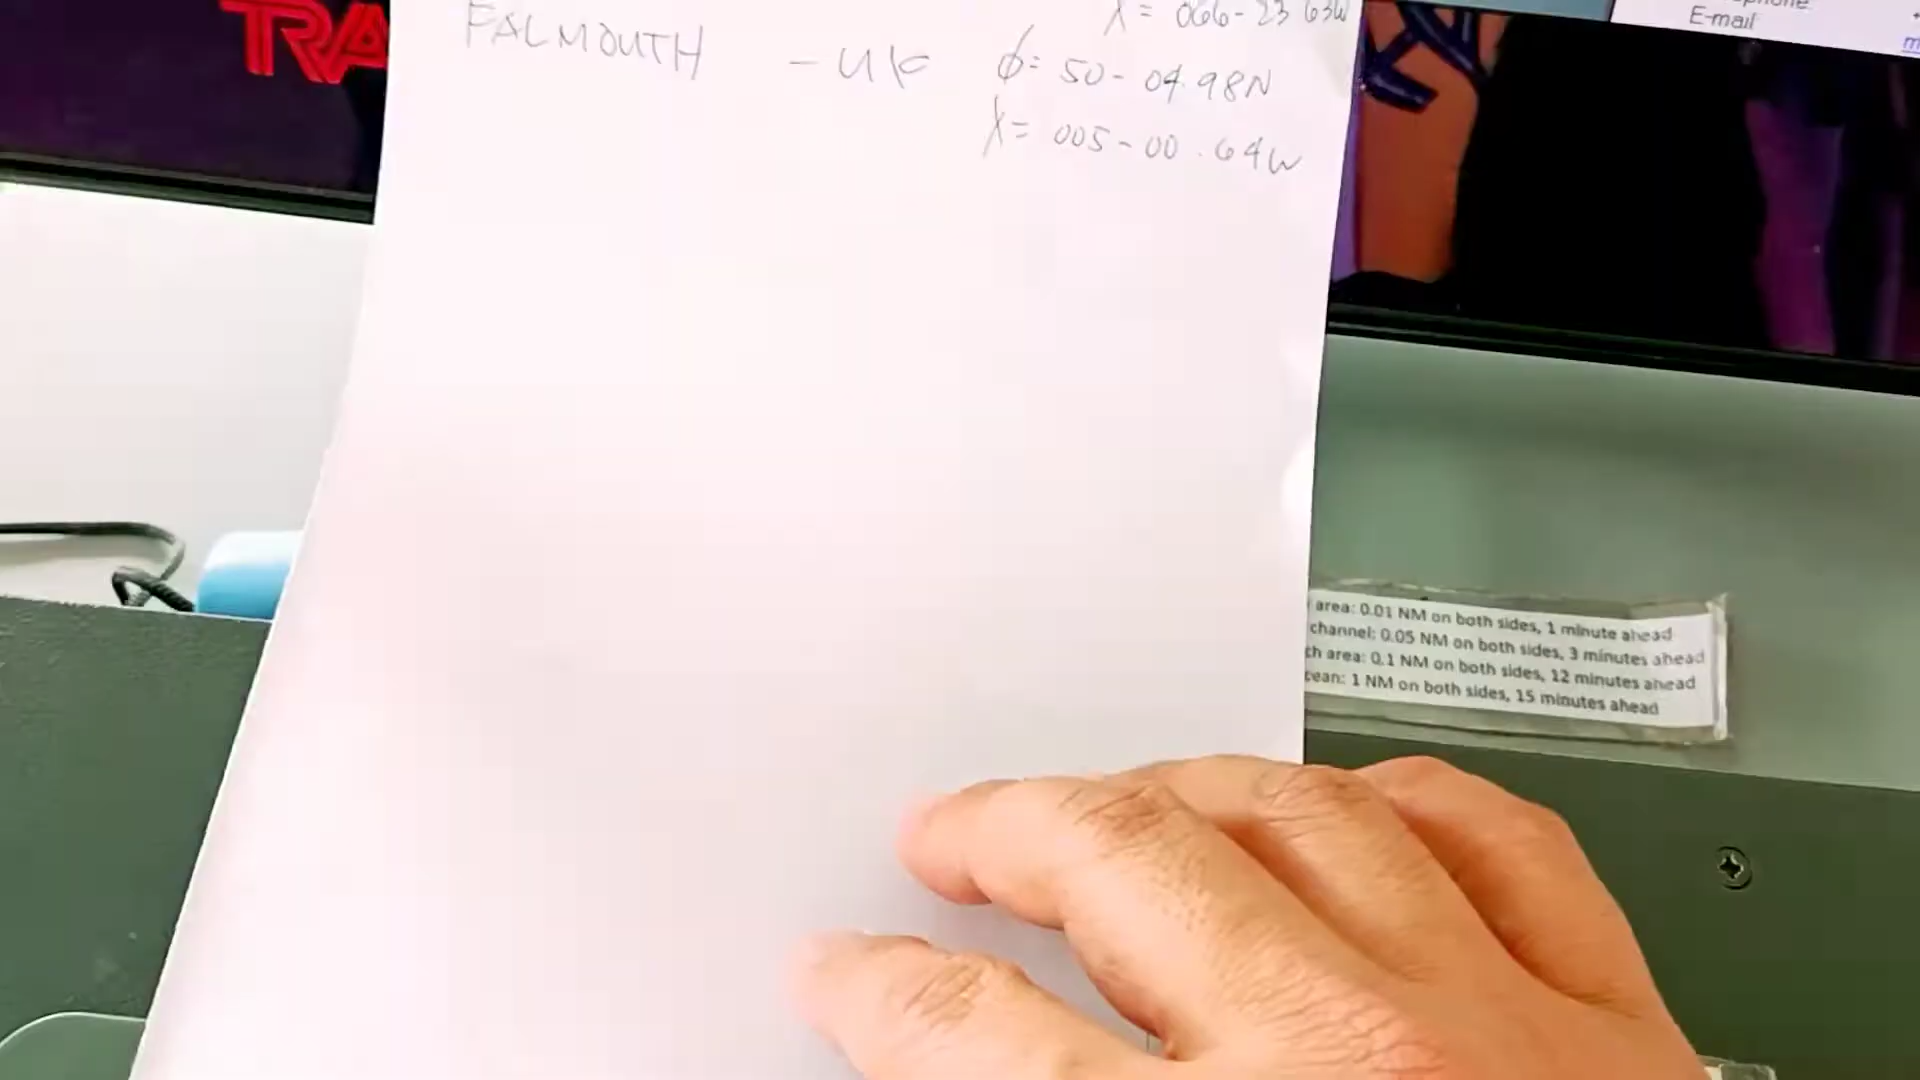 TRA
E-mail
λ = 066-23 63W
FALMOUTH - UK φ= 50-04.98N
λ= 005-00.64W
area: 0.01 NM on both sides, 1 minute ahead
channel: 0.05 NM on both sides, 3 minutes ahead
ch area: 0.1 NM on both sides, 12 minutes ahead
cean: 1 NM on both sides, 15 minutes ahead